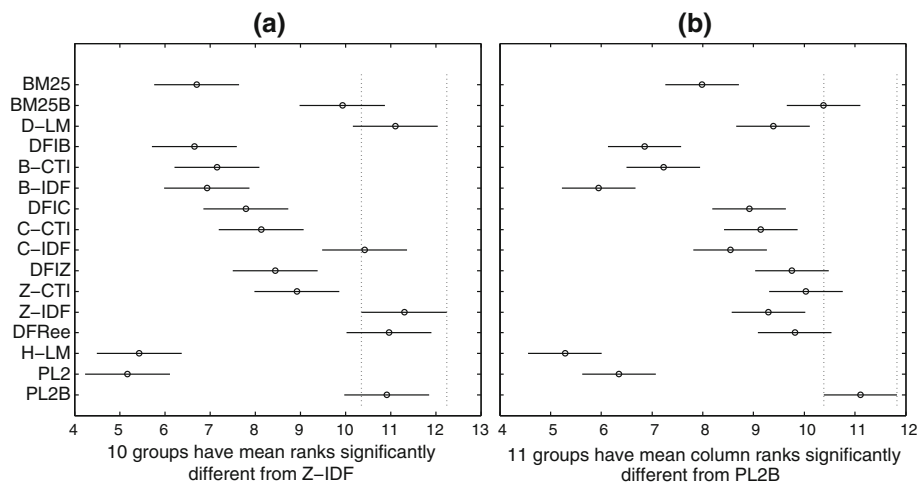 (a)
(b)
BM25
BM25B
D-LM
DFIB
B-CTI
B-IDF
DFIC
C-CTI
C-IDF
DFIZ
Z-CTI
Z-IDF
DFRee
H-LM
PL2
PL2B
4 5 6 7 8 9 10 11 12 13
10 groups have mean ranks significantly
different from Z-IDF
4 5 6 7 8 9 10 11 12
11 groups have mean column ranks significantly
different from PL2B